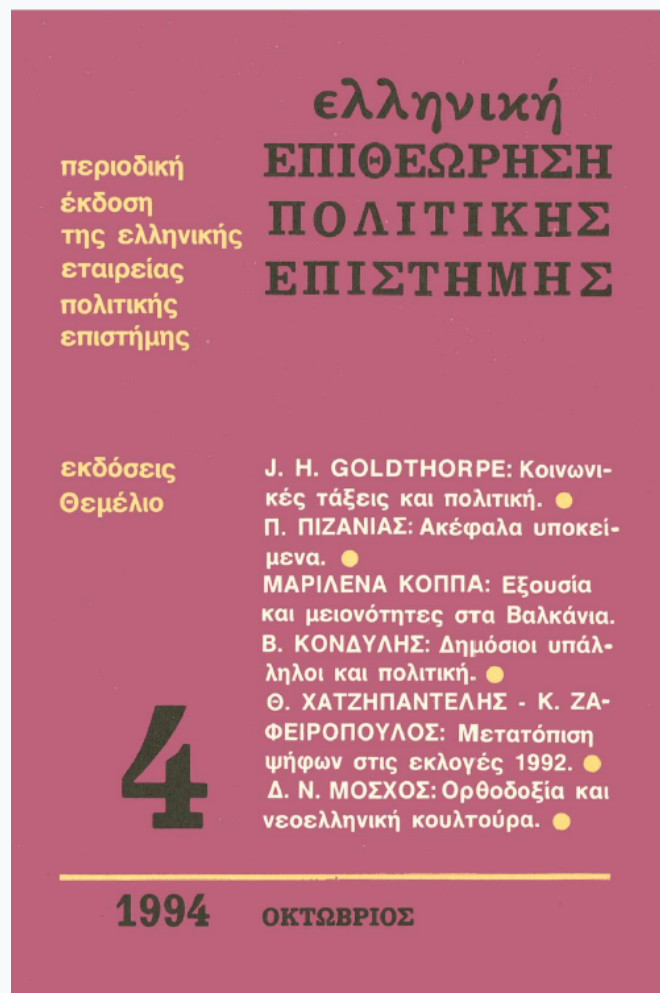 ελληνική
ΕΠΙΘΕΩΡΗΣΗ
ΠΟΛΙΤΙΚΗΣ
ΕΠΙΣΤΗΜΗΣ
περιοδική
έκδοση
της ελληνικής
εταιρείας
πολιτικής
επιστήμης
εκδόσεις
Θεμέλιο
J. H. GOLDTHORPE: Κοινωνι-
κές τάξεις και πολιτική.
Π. ΠΙΖΑΝΙΑΣ: Ακέφαλα υποκεί-
μενα.
ΜΑΡΙΛΕΝΑ ΚΟΠΠΑ: Εξουσία
και μειονότητες στα Βαλκάνια.
Β. ΚΟΝΔΥΛΗΣ: Δημόσιοι υπάλ-
ληλοι και πολιτική.
Θ. ΧΑΤΖΗΠΑΝΤΕΛΗΣ - Κ. ΖΑ-
ΦΕΙΡΟΠΟΥΛΟΣ: Μετατόπιση
ψήφων στις εκλογές 1992.
Δ. Ν. ΜΟΣΧΟΣ: Ορθοδοξία και
νεοελληνική κουλτούρα.
4
1994 ΟΚΤΩΒΡΙΟΣ